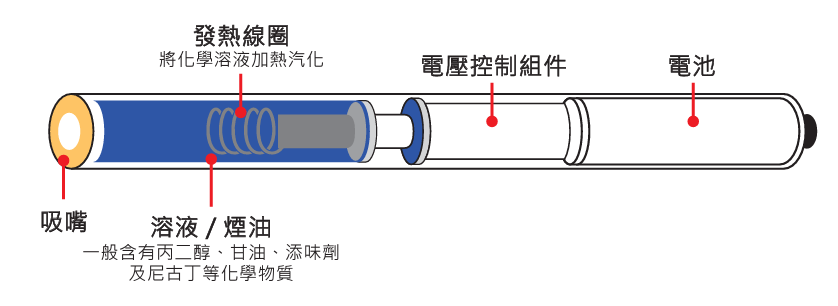 發熱線圈
將化學溶液加熱汽化
電壓控制組件
電池
吸嘴
溶液 / 煙油
一般含有丙二醇、甘油、添味劑
及尼古丁等化學物質